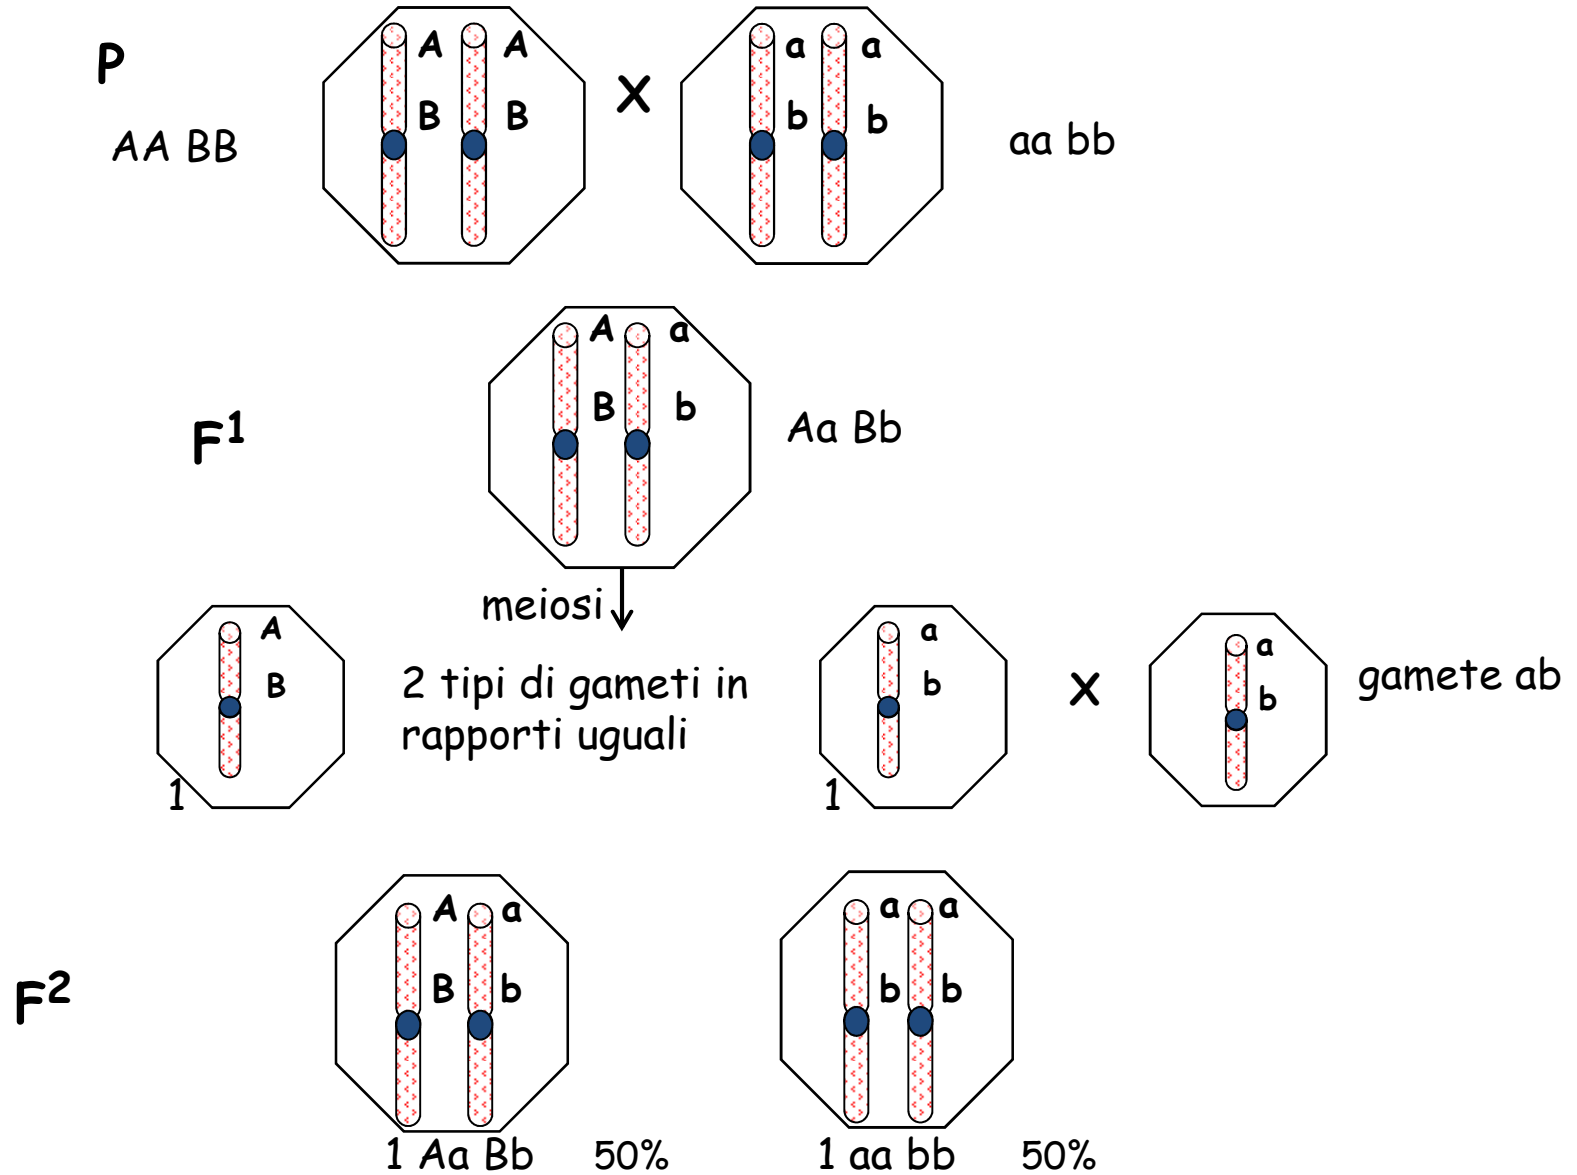 P
A A a a
X
B B b b
AA BB
aa bb
A a
B b
F1
Aa Bb
meiosi
A
B
1
2 tipi di gameti in
rapporti uguali
a
b
1
X
a
b
gamete ab
F2
A a
B b
1 Aa Bb 50%
a a
b b
1 aa bb 50%